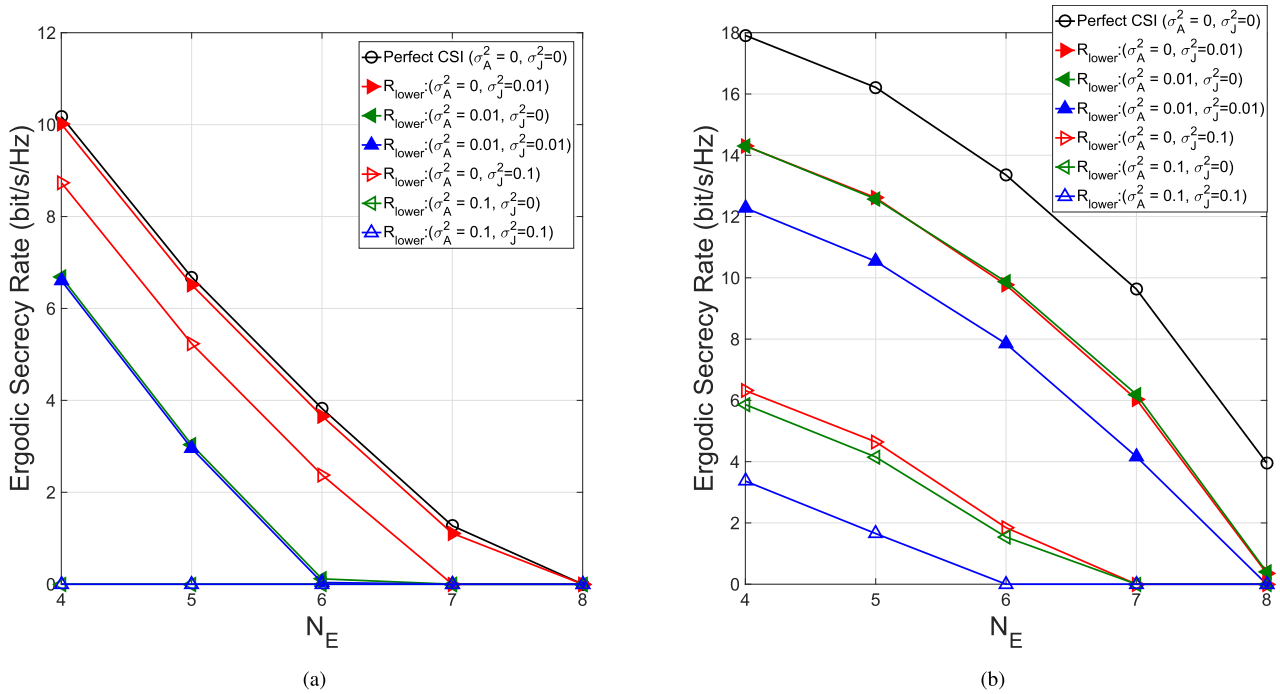 12
10
8
6
4
2
0
4
5
6
7
8
Ergodic Secrecy Rate (bit/s/Hz)
N_E
Perfect CSI (σ_A^2 = 0, σ_J^2=0)
R_lower:(σ_A^2 = 0, σ_J^2=0.01)
R_lower:(σ_A^2 = 0.01, σ_J^2=0)
R_lower:(σ_A^2 = 0.01, σ_J^2=0.01)
R_lower:(σ_A^2 = 0, σ_J^2=0.1)
R_lower:(σ_A^2 = 0.1, σ_J^2=0)
R_lower:(σ_A^2 = 0.1, σ_J^2=0.1)
(a)
18
16
14
12
10
8
6
4
2
0
4
5
6
7
8
Ergodic Secrecy Rate (bit/s/Hz)
N_E
Perfect CSI (σ_A^2 = 0, σ_J^2=0)
R_lower:(σ_A^2 = 0, σ_J^2=0.01)
R_lower:(σ_A^2 = 0.01, σ_J^2=0)
R_lower:(σ_A^2 = 0.01, σ_J^2=0.01)
R_lower:(σ_A^2 = 0, σ_J^2=0.1)
R_lower:(σ_A^2 = 0.1, σ_J^2=0)
R_lower:(σ_A^2 = 0.1, σ_J^2=0.1)
(b)